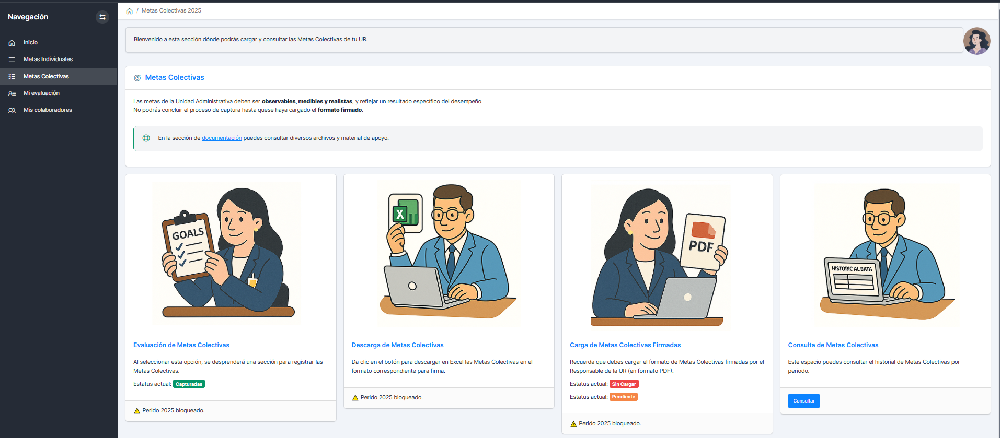 Navegación
Inicio
Metas Individuales
Metas Colectivas
Mi evaluación
Mis colaboradores
/ Metas Colectivas 2025
Bienvenido a esta sección dónde podrás cargar y consultar las Metas Colectivas de tu UR.
Metas Colectivas
Las metas de la Unidad Administrativa deben ser observables, medibles y realistas, y reflejar un resultado específico del desempeño.
No podrás concluir el proceso de captura hasta quese haya cargado el formato firmado.
En la sección de documentación puedes consultar diversos archivos y material de apoyo.
GOALS
Evaluación de Metas Colectivas
Al seleccionar esta opción, se desprenderá una sección para registrar las
Metas Colectivas.
Estatus actual: Capturadas
Perido 2025 bloqueado.
X
Descarga de Metas Colectivas
Da clic en el botón para descargar en Excel las Metas Colectivas en el
formato correspondiente para firma.
Perido 2025 bloqueado.
PDF
Carga de Metas Colectivas Firmadas
Recuerda que debes cargar el formato de Metas Colectivas firmadas por el
Responsable de la UR (en formato PDF).
Estatus actual: Sin Cargar
Estatus actual: Pendiente
Perido 2025 bloqueado.
HISTORIC AL BATA
Consulta de Metas Colectivas
Este espacio puedes consultar el historial de Metas Colectivas por
periodo.
Consultar